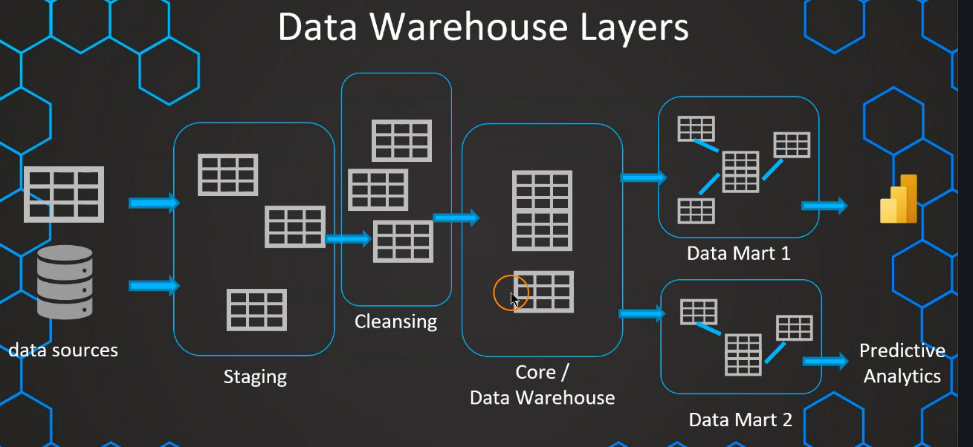 Data Warehouse Layers
data sources
Staging
Cleansing
Core /
Data Warehouse
Data Mart 1
Data Mart 2
Predictive
Analytics